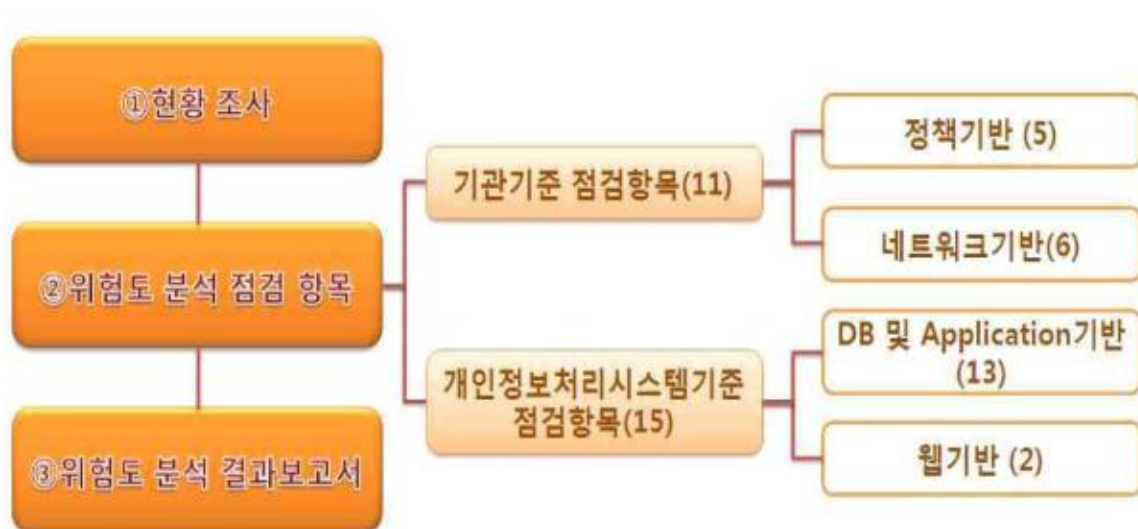 ①현황 조사
②위험도 분석 점검 항목
③위험도 분석 결과보고서
기관기준 점검항목(11)
개인정보처리시스템기준
점검항목(15)
정책기반 (5)
네트워크기반(6)
DB 및 Application기반
(13)
웹기반 (2)